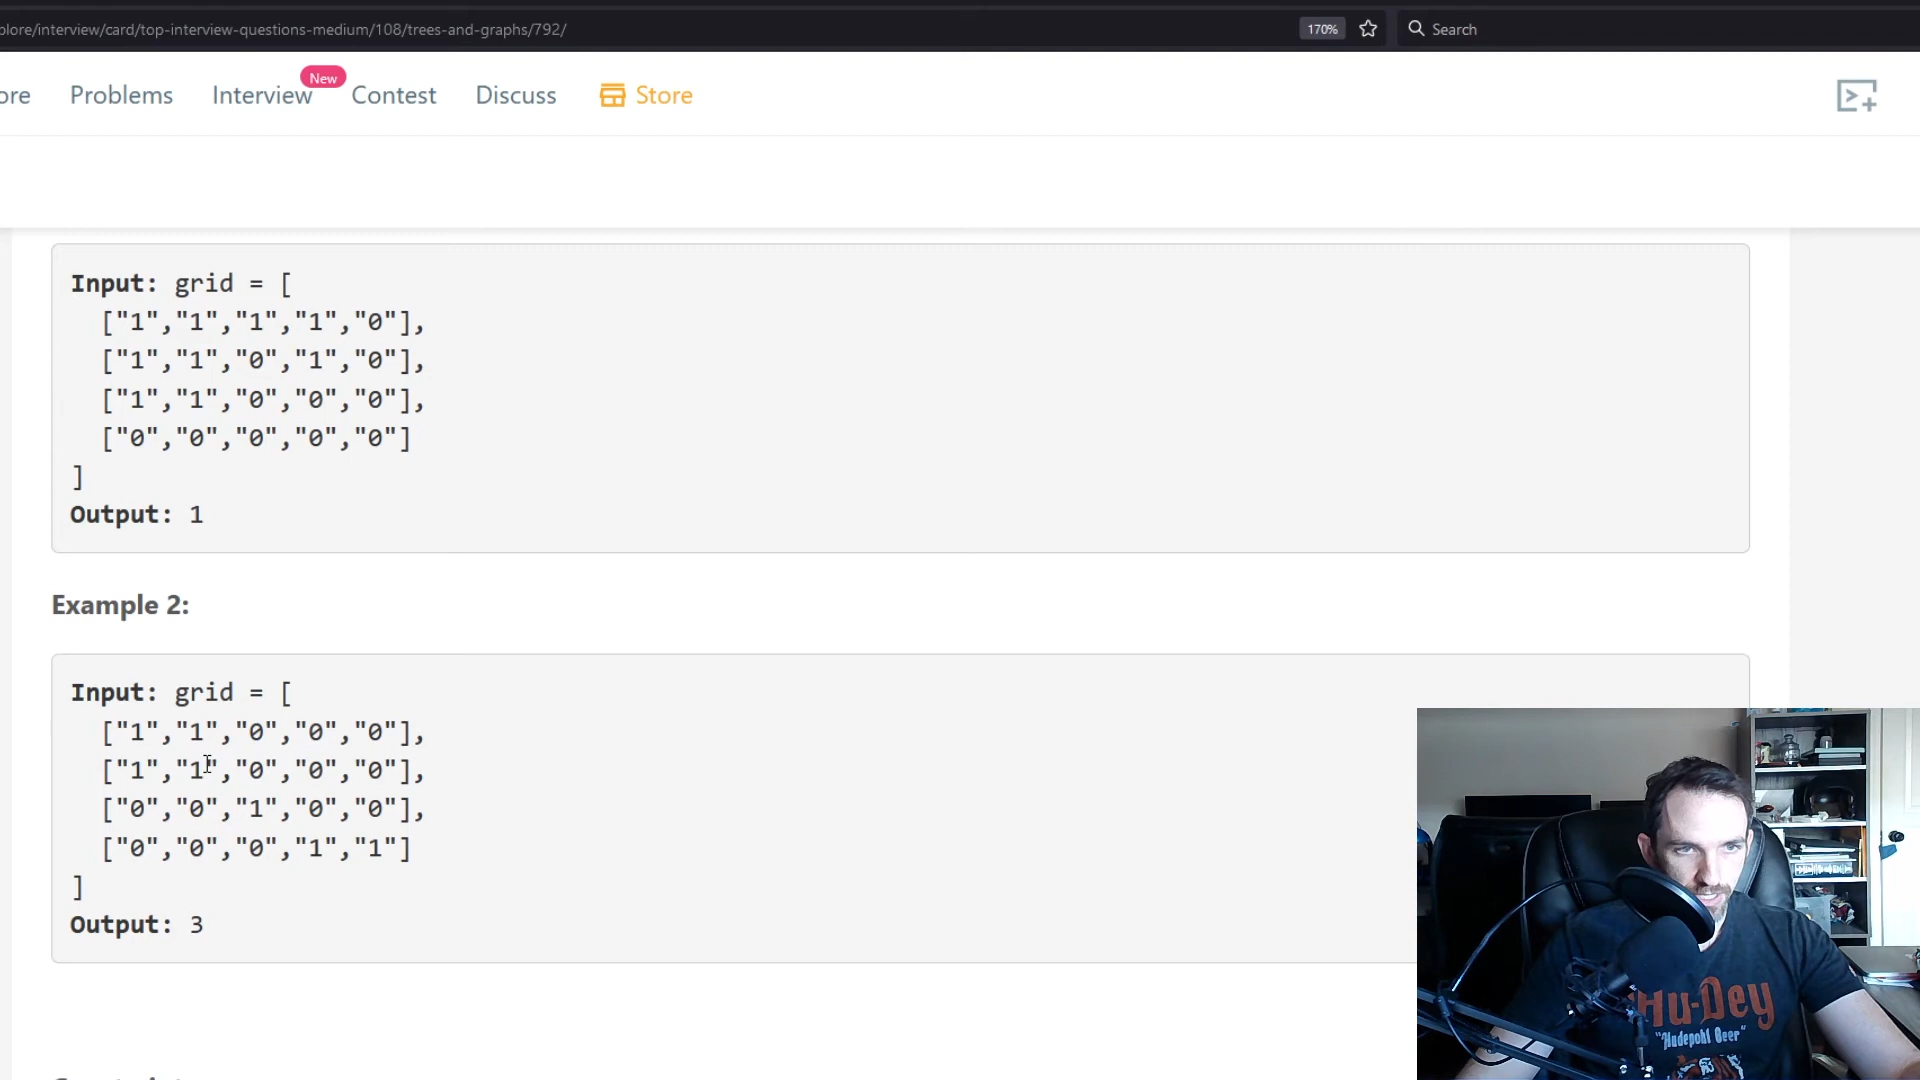 plore/interview/card/top-interview-questions-medium/108/trees-and-graphs/792/
170%
Search
ore
Problems
Interview
New
Contest
Discuss
Store
Input: grid = [
["1","1","1","1","0"],
["1","1","0","1","0"],
["1","1","0","0","0"],
["0","0","0","0","0"]
]
Output: 1
Example 2:
Input: grid = [
["1","1","0","0","0"],
["1","1","0","0","0"],
["0","0","1","0","0"],
["0","0","0","1","1"]
]
Output: 3
Hu-Dey
"Hudepohl Beer"